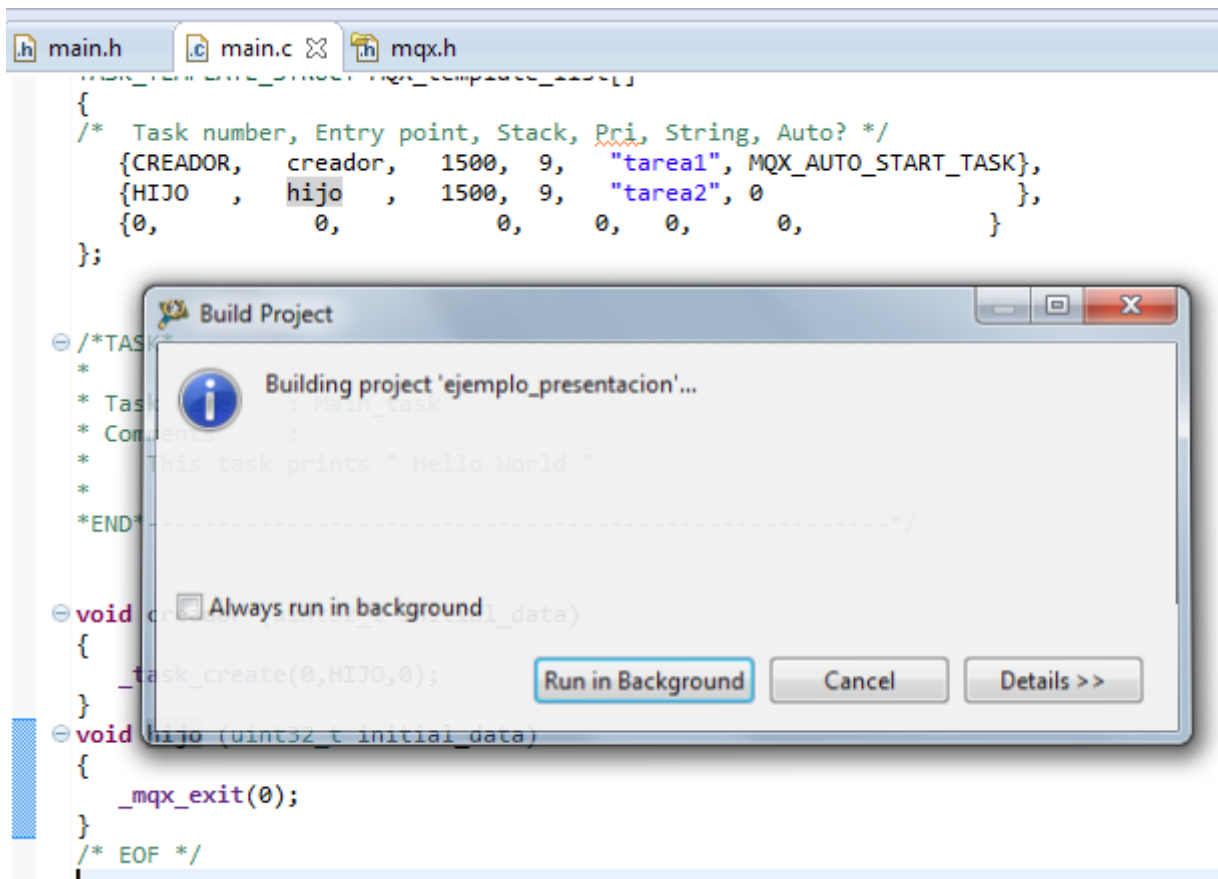 main.h main.c mqx.h
TASK_TEMPLATE_STRUCT MQX_template_list[]
{
/* Task number, Entry point, Stack, Pri, String, Auto? */
{CREADOR, creador, 1500, 9, "tarea1", MQX_AUTO_START_TASK},
{HIJO , hijo , 1500, 9, "tarea2", 0 },
{0, 0, 0, 0, 0, 0, }
};
Build Project
Building project 'ejemplo_presentacion'...
Always run in background
Run in Background Cancel Details >>
/*TASK*
*
* Task Name : Main_task
* Comments :
* This task prints " Hello World "
*
*END*-----------------------------------------------------*/
void creador (uint32_t initial_data)
{
_task_create(0,HIJO,0);
}
void hijo (uint32_t initial_data)
{
_mqx_exit(0);
}
/* EOF */